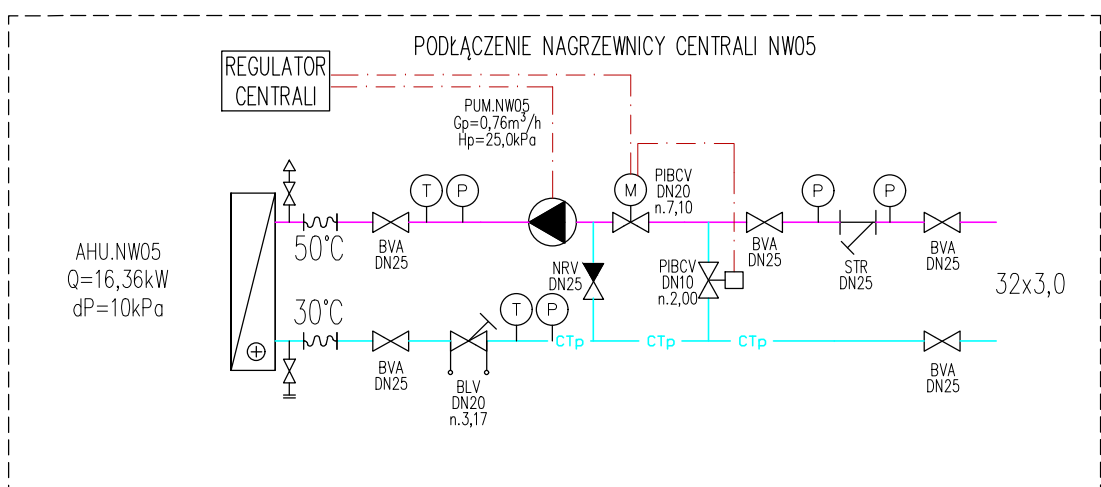 PODŁĄCZENIE NAGRZEWNICY CENTRALI NW05
REGULATOR
CENTRALI
PUM.NW05
Gp=0,76m³/h
Hp=25,0kPa
T
P
M
PIBCV
DN20
n.7,10
P
P
50°C
BVA
DN25
BVA
DN25
STR
DN25
BVA
DN25
AHU.NW05
Q=16,36kW
dP=10kPa
NRV
DN25
PIBCV
DN10
n.2,00
32x3,0
30°C
T
P
CTp
CTp
CTp
BVA
DN25
BLV
DN20
n.3,17
BVA
DN25